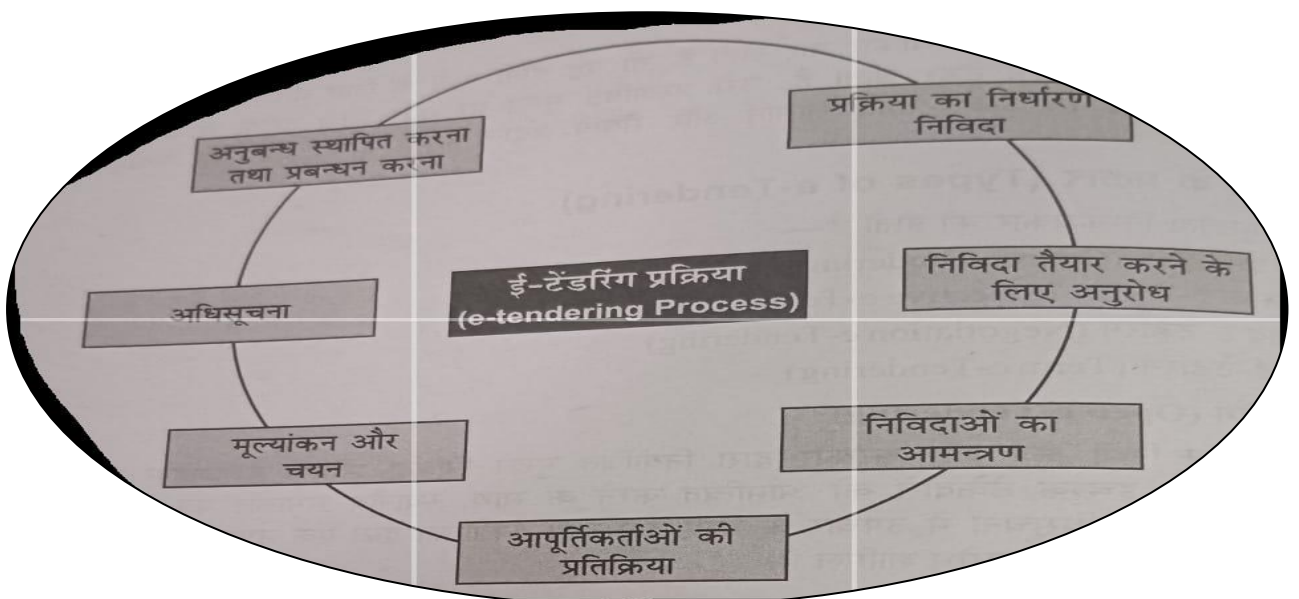 प्रक्रिया का निर्धारण
निविदा
अनुबन्ध स्थापित करना
तथा प्रबन्धन करना
निविदा तैयार करने के
लिए अनुरोध
ई-टेंडरिंग प्रक्रिया
(e-tendering Process)
अधिसूचना
निविदाओं का
आमन्त्रण
मूल्यांकन और
चयन
आपूर्तिकर्ताओं की
प्रतिक्रिया